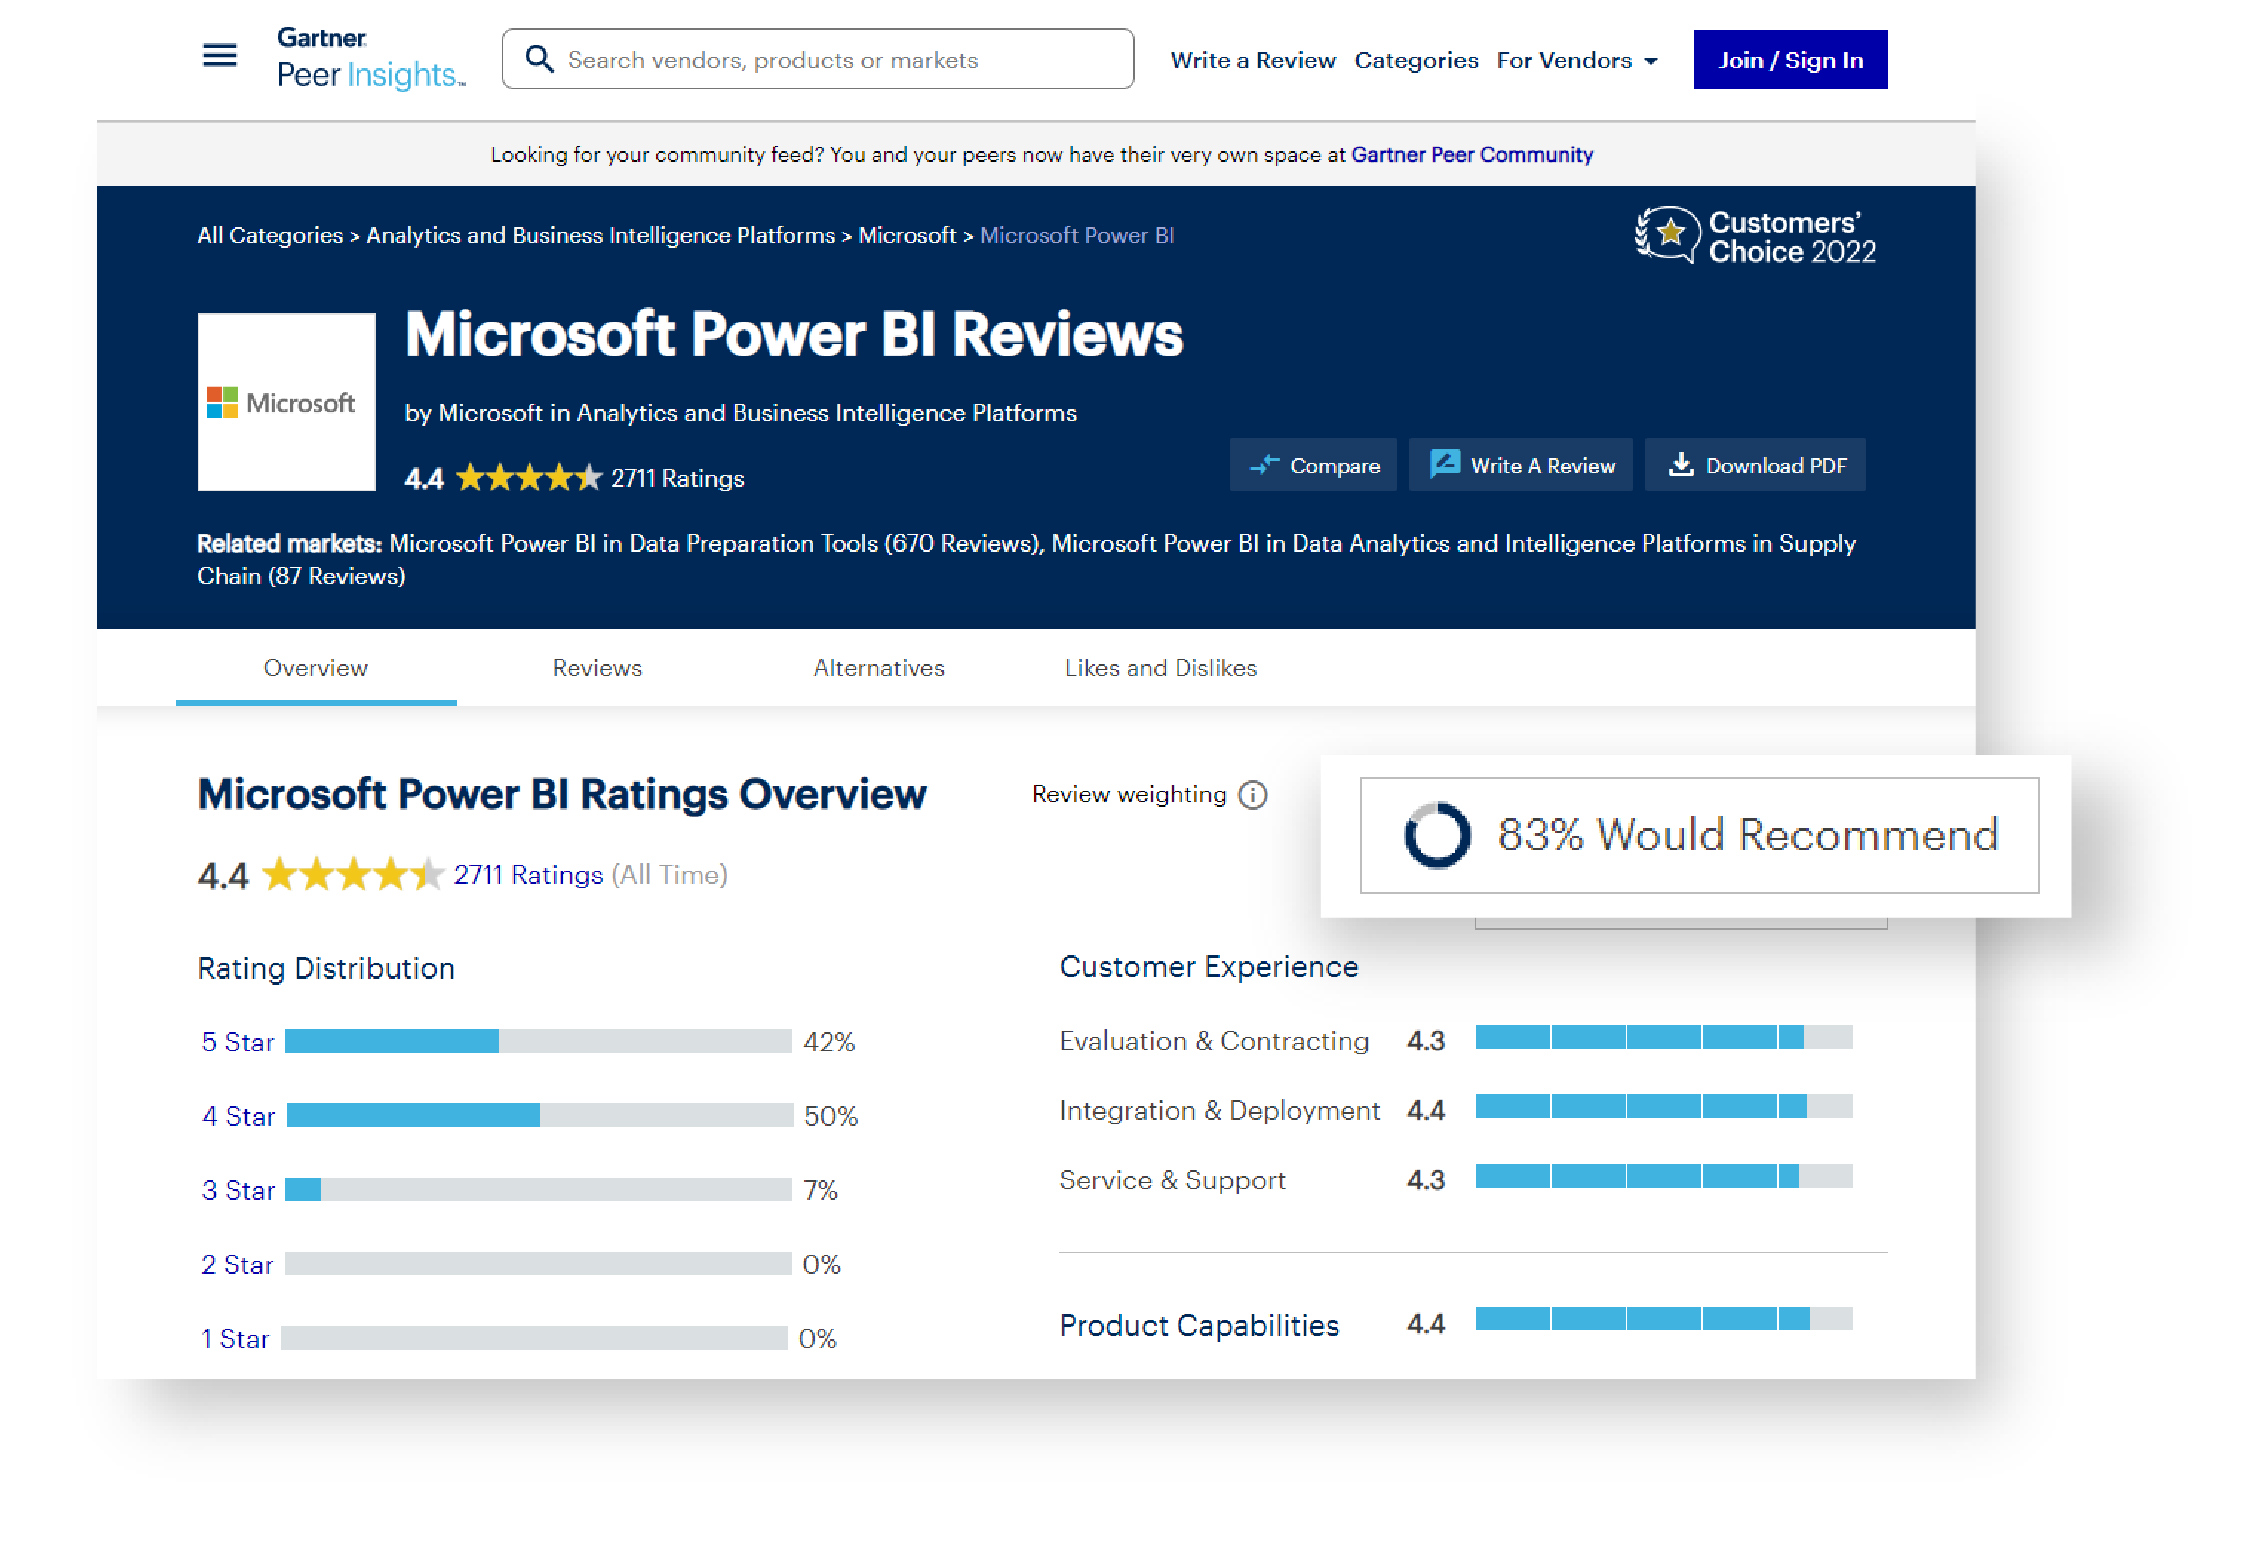 Gartner
Peer Insights™
Search vendors, products or markets
Write a Review Categories For Vendors
Join / Sign In
Looking for your community feed? You and your peers now have their very own space at Gartner Peer Community
All Categories > Analytics and Business Intelligence Platforms > Microsoft > Microsoft Power BI
Customers'
Choice 2022
Microsoft
Microsoft Power BI Reviews
by Microsoft in Analytics and Business Intelligence Platforms
4.4 2711 Ratings
Compare
Write A Review
Download PDF
Related markets: Microsoft Power BI in Data Preparation Tools (670 Reviews), Microsoft Power BI in Data Analytics and Intelligence Platforms in Supply
Chain (87 Reviews)
Overview
Reviews
Alternatives
Likes and Dislikes
Microsoft Power BI Ratings Overview
Review weighting
83% Would Recommend
4.4 2711 Ratings (All Time)
Rating Distribution
5 Star 42%
4 Star 50%
3 Star 7%
2 Star 0%
1 Star 0%
Customer Experience
Evaluation & Contracting 4.3
Integration & Deployment 4.4
Service & Support 4.3
Product Capabilities 4.4